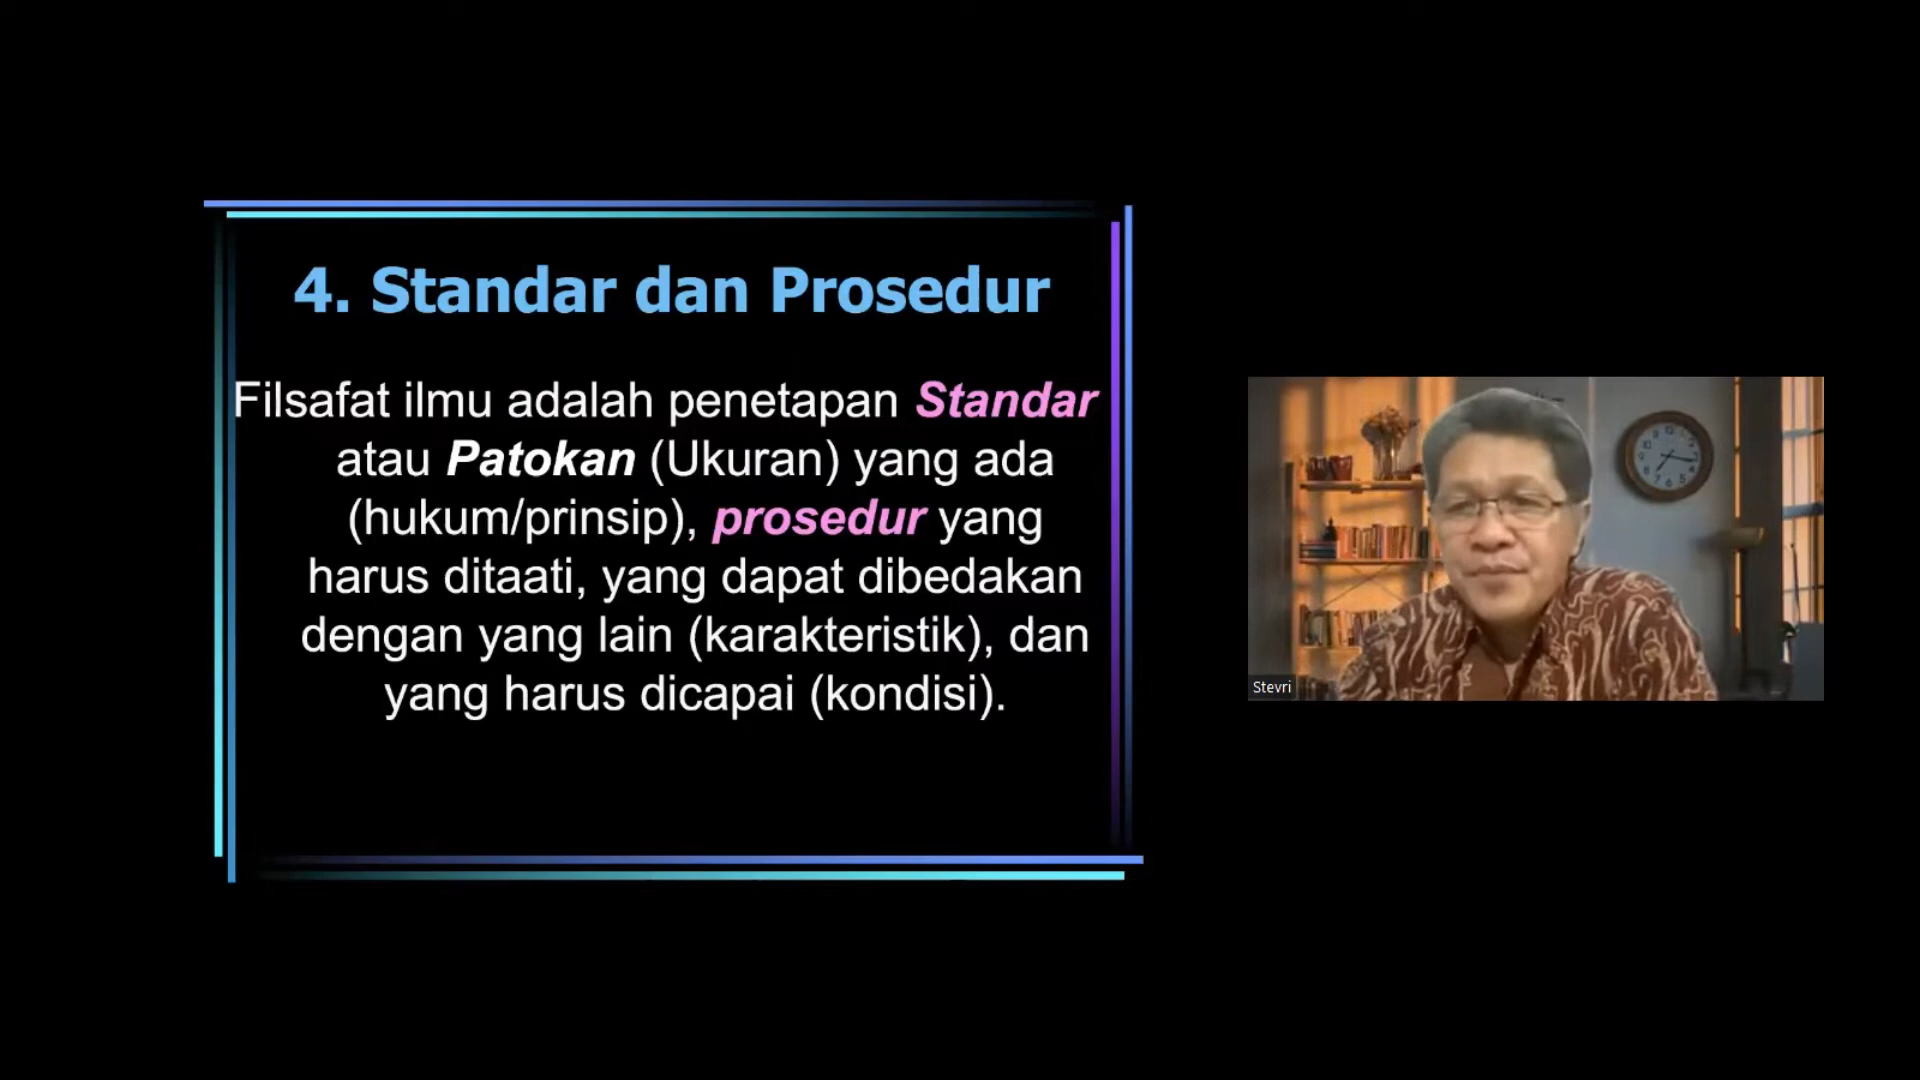 4. Standar dan Prosedur
Filsafat ilmu adalah penetapan Standar
atau Patokan (Ukuran) yang ada
(hukum/prinsip), prosedur yang
harus ditaati, yang dapat dibedakan
dengan yang lain (karakteristik), dan
yang harus dicapai (kondisi).
Stevri